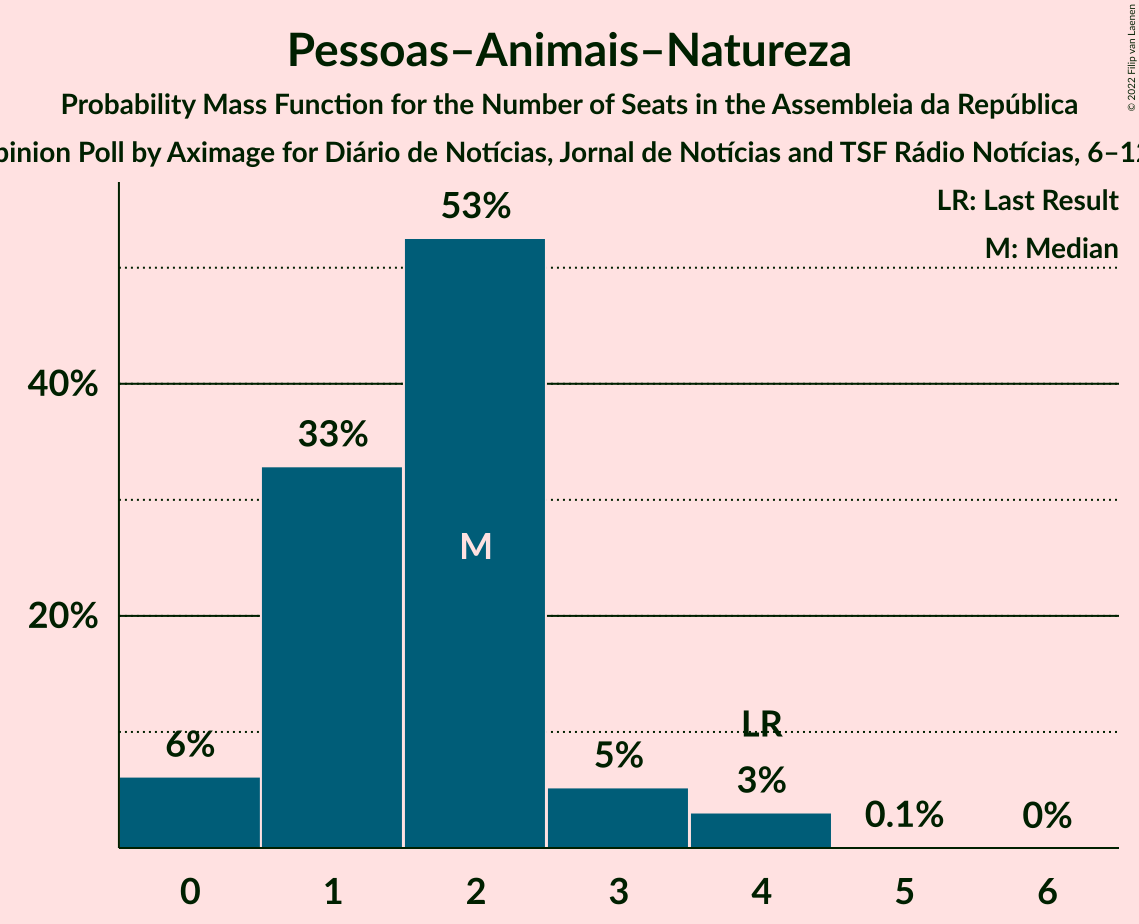 Pessoas–Animais–Natureza
Probability Mass Function for the Number of Seats in the Assembleia da República
pinion Poll by Aximage for Diário de Notícias, Jornal de Notícias and TSF Rádio Notícias, 6–12
© 2022 Filip van Laenen
LR: Last Result
M: Median
53%
40%
33%
M
20%
LR
6%
5%
3%
0.1%
0%
0 1 2 3 4 5 6